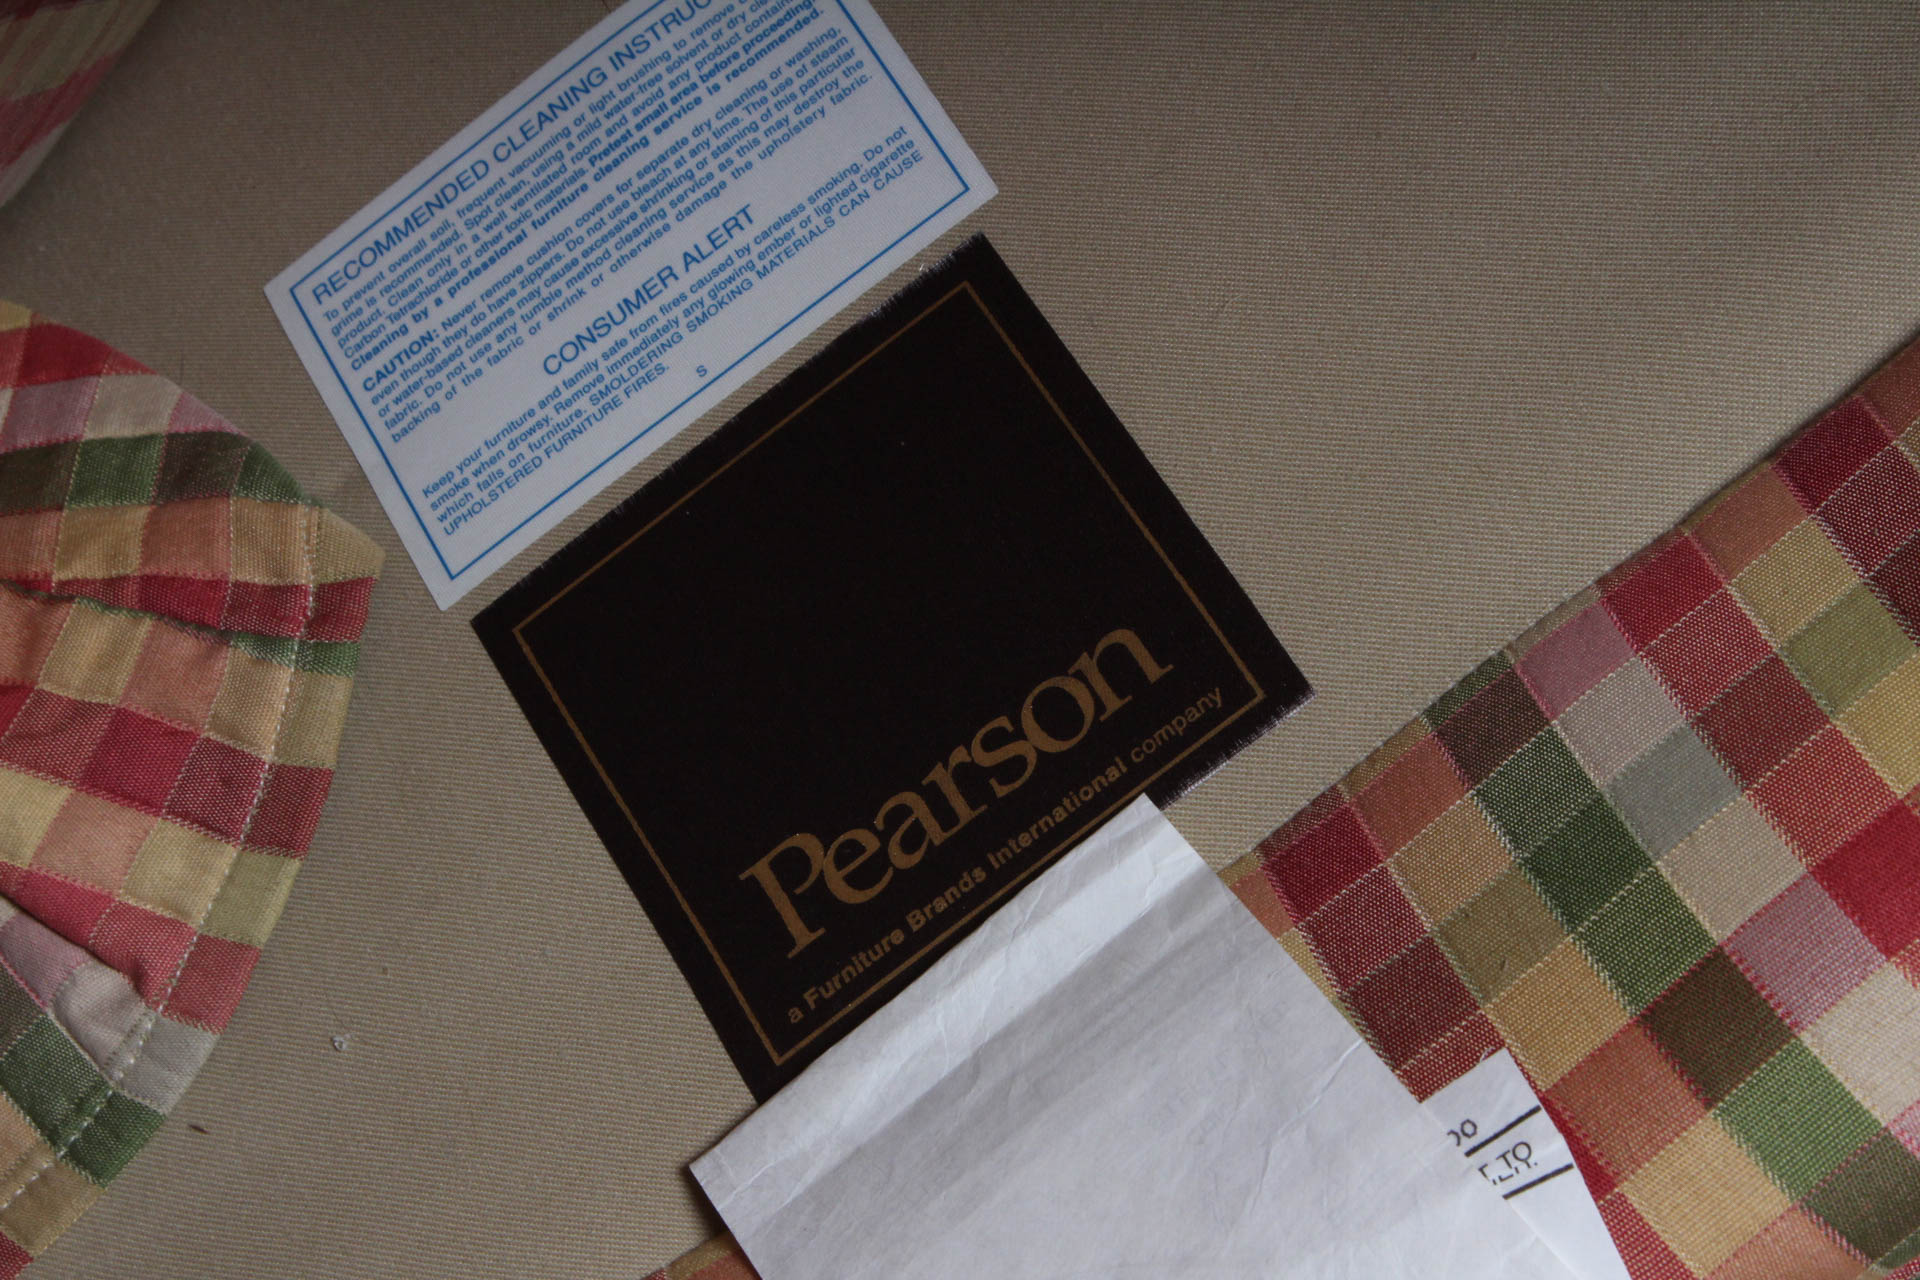 RECOMMENDED CLEANING INSTRUC
To prevent overall soil, frequent vacuuming or light brushing to remove
grime is recommended. Spot clean, using a mild water-free solvent or dry cle
product. Clean only in a well ventilated room and avoid any product contain
Carbon Tetrachloride or other toxic materials. Pretest small area before proceeding.
Cleaning by a professional furniture cleaning service is recommended.
CAUTION: Never remove cushion covers for separate dry cleaning or washing,
even though they do have zippers. Do not use bleach at any time. The use of steam
or water-based cleaners may cause excessive shrinking or staining of this particular
fabric. Do not use any tumble method cleaning service as this may destroy the
backing of the fabric or shrink or otherwise damage the upholstery fabric.
CONSUMER ALERT
Keep your furniture and family safe from fires caused by careless smoking. Do not
smoke when drowsy. Remove immediately any glowing ember or lighted cigarette
which falls on furniture. SMOLDERING SMOKING MATERIALS CAN CAUSE
UPHOLSTERED FURNITURE FIRES.
S
Pearson
a Furniture Brands International company
TO